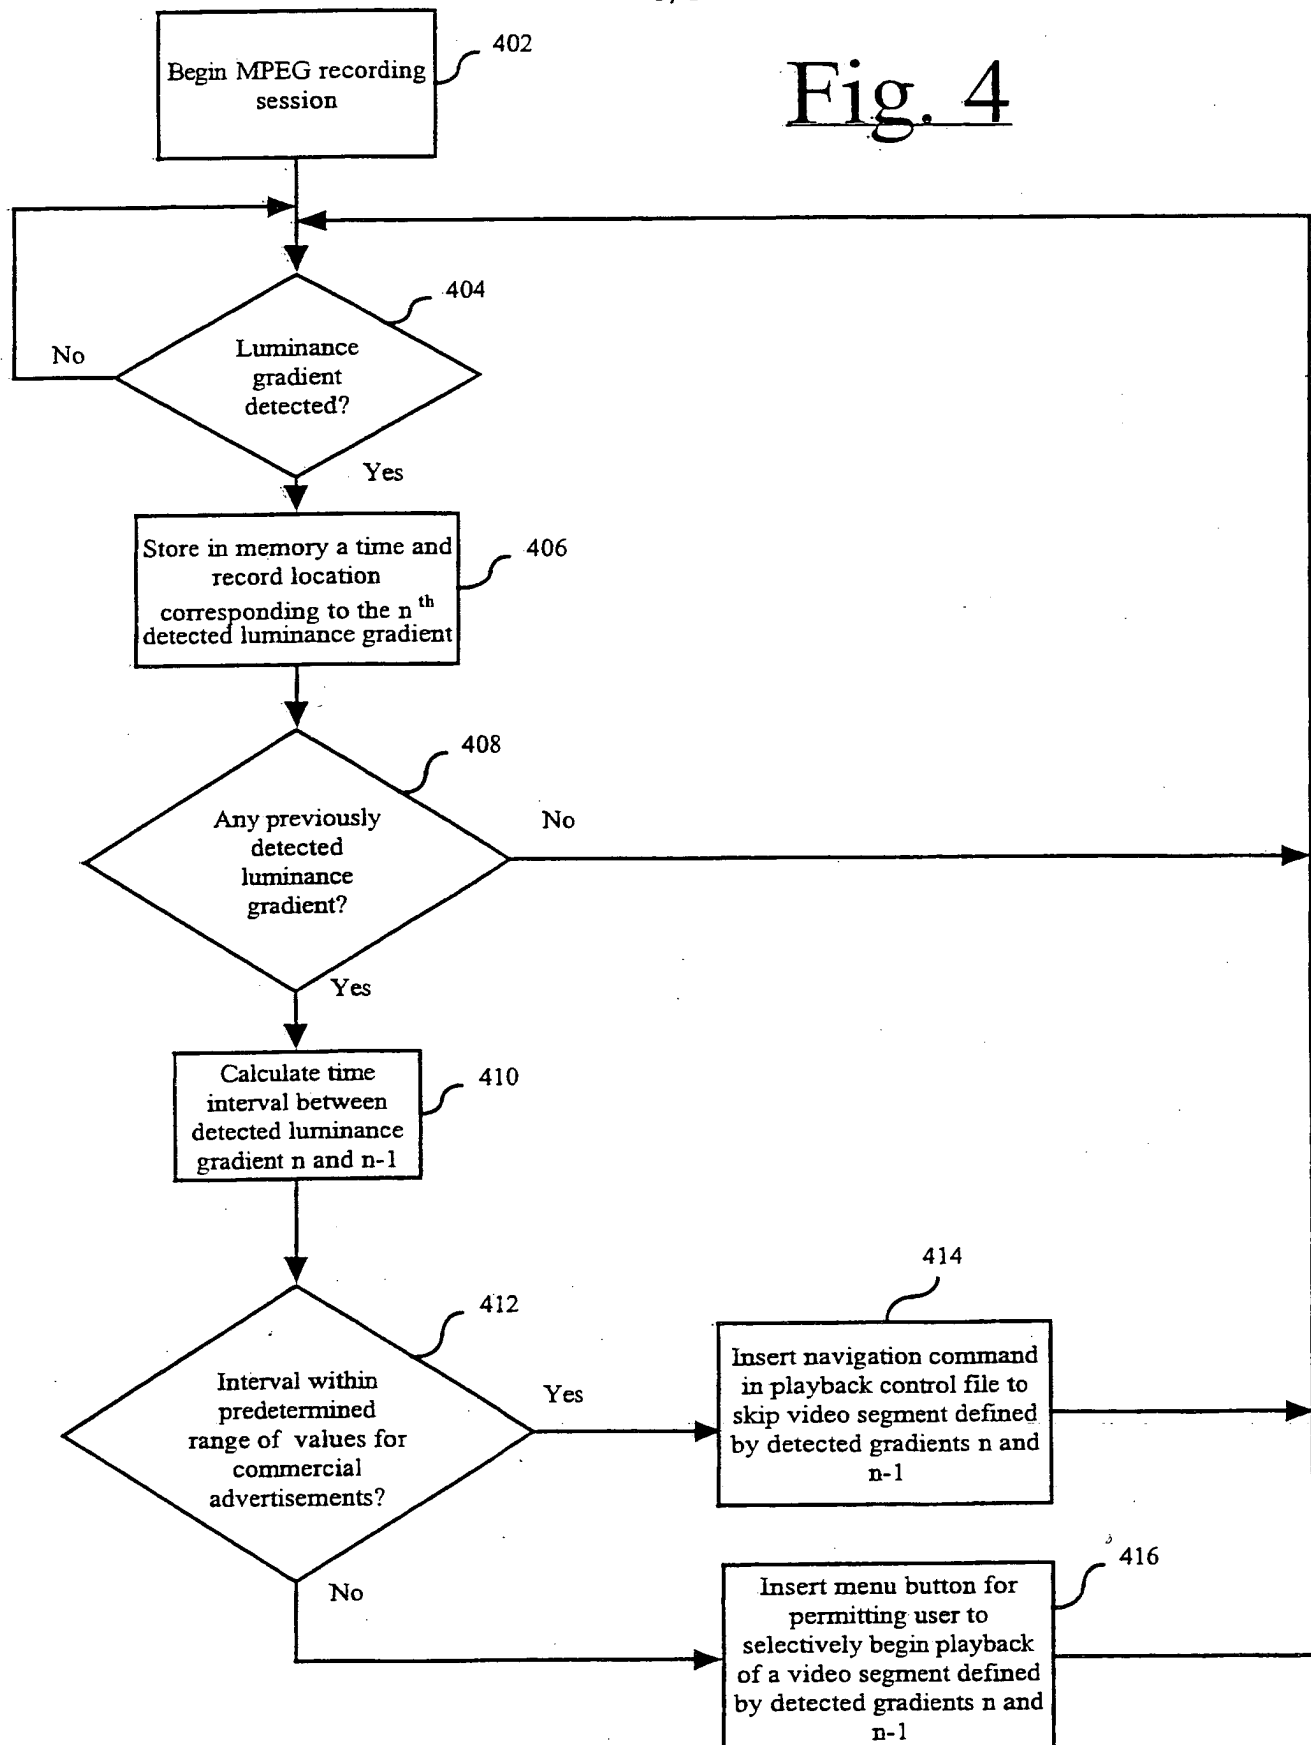 Fig. 4
Begin MPEG recording
session
402
404
Luminance
gradient
detected?
No
Yes
Store in memory a time and
record location
corresponding to the n th
detected luminance gradient
406
408
Any previously
detected
luminance
gradient?
No
Yes
Calculate time
interval between
detected luminance
gradient n and n-1
410
412
Interval within
predetermined
range of values for
commercial
advertisements?
Yes
No
414
Insert navigation command
in playback control file to
skip video segment defined
by detected gradients n and
n-1
416
Insert menu button for
permitting user to
selectively begin playback
of a video segment defined
by detected gradients n and
n-1